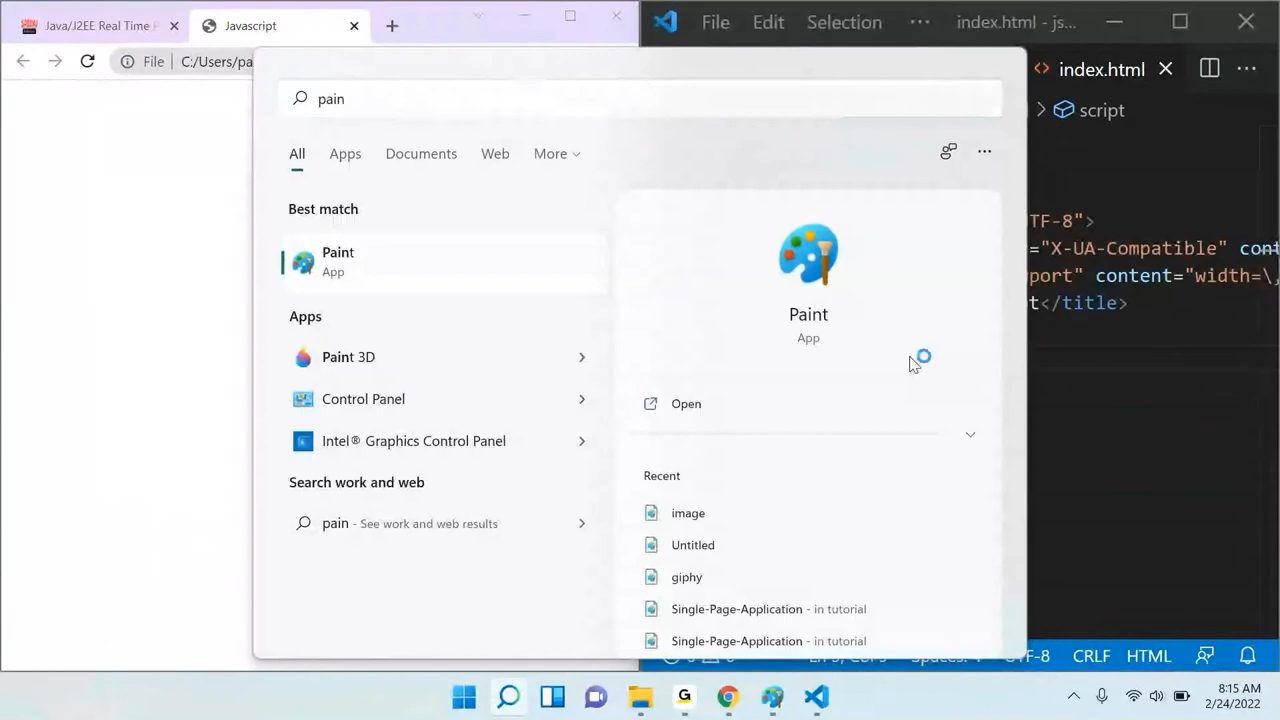 Java/J2EE Real Time P
Javascript
File Edit Selection ··· index.html - js...
File C:/Users/pa
index.html
script
pain
All Apps Documents Web More
Best match
Paint
App
Apps
Paint 3D
Control Panel
Intel® Graphics Control Panel
Search work and web
pain - See work and web results
Paint
App
Open
Recent
image
Untitled
giphy
Single-Page-Application - in tutorial
Single-Page-Application - in tutorial
TF-8">
="X-UA-Compatible" cont
port" content="width=\,
t</title>
UTF-8 CRLF HTML
8:15 AM
2/24/2022